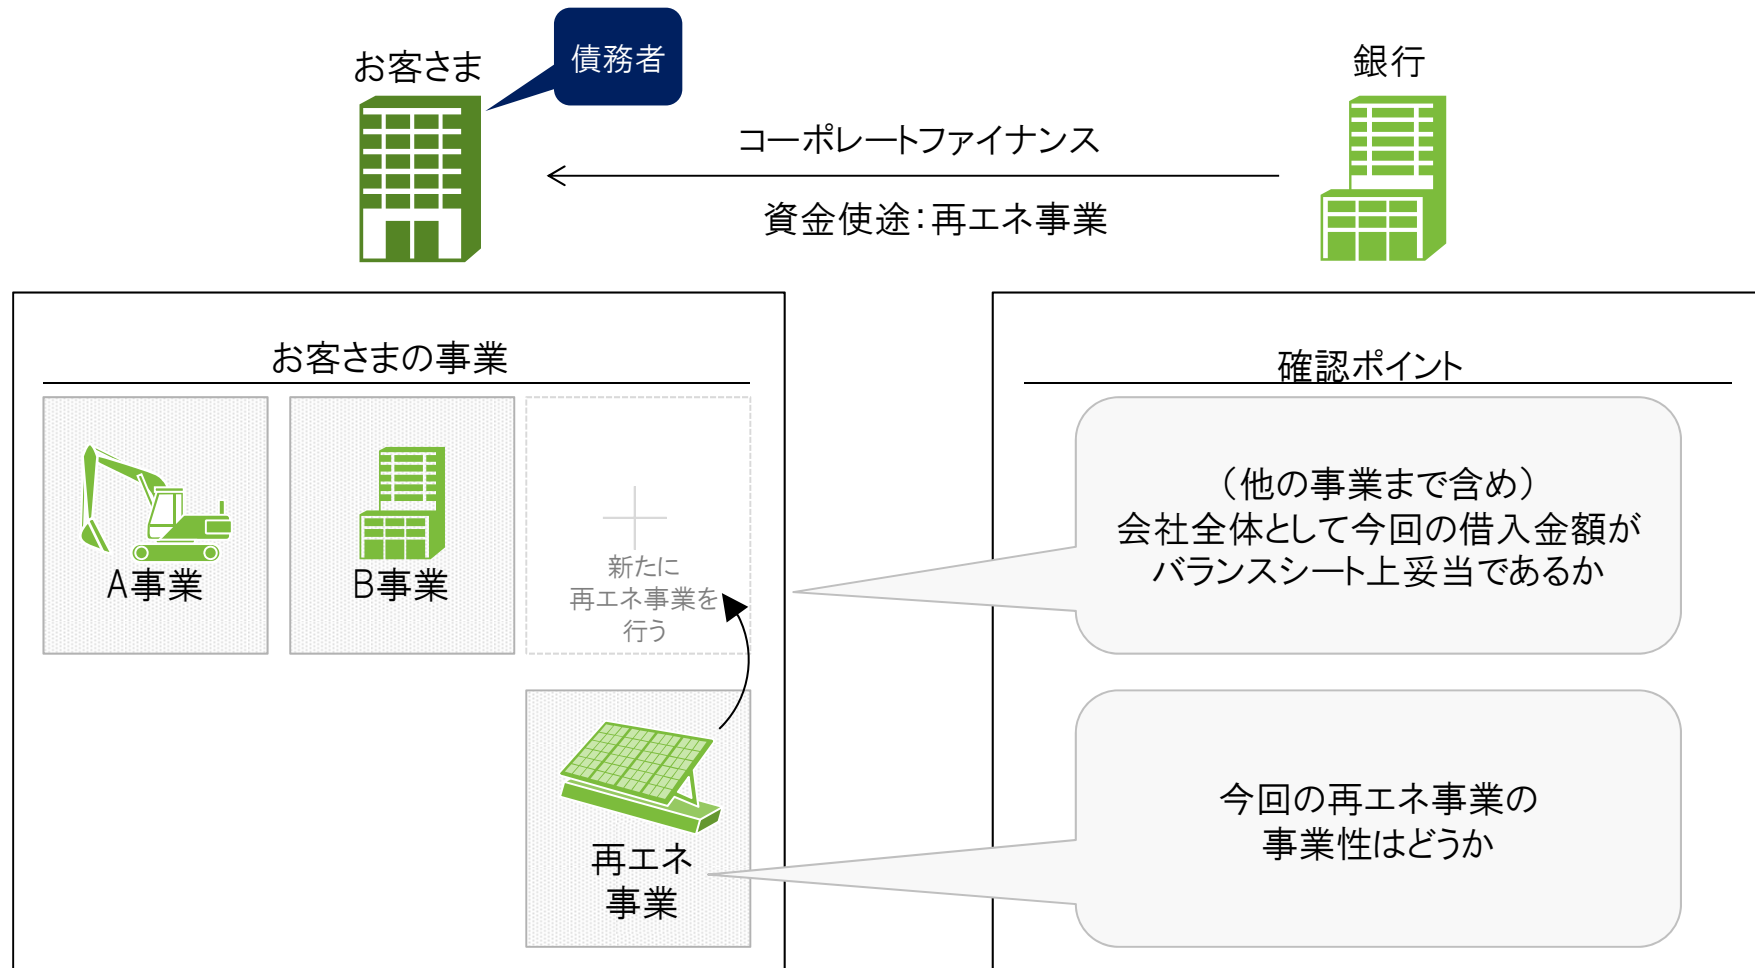 債務者
お客さま
銀行
コーポレートファイナンス
資金使途：再エネ事業
お客さまの事業
A事業
B事業
新たに
再エネ事業を
行う
再エネ
事業
確認ポイント
（他の事業まで含め）
会社全体として今回の借入金額が
バランスシート上妥当であるか
今回の再エネ事業の
事業性はどうか